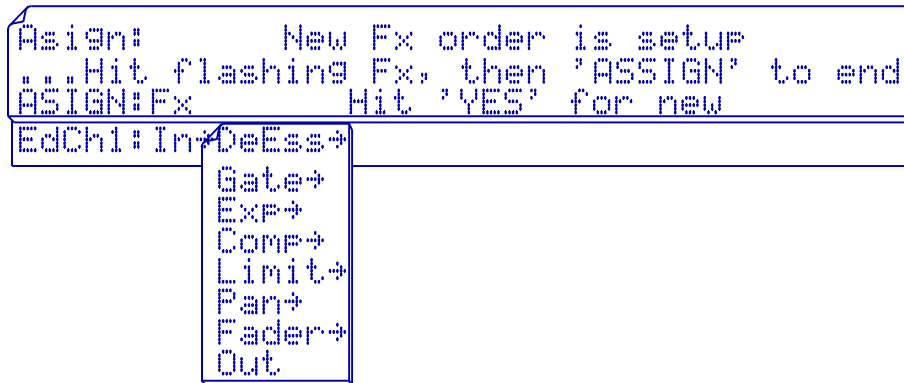 Asign:        New Fx order is setup
...Hit flashing Fx, then 'ASSIGN' to end
ASIGN:Fx         Hit 'YES' for new
EdCh1:In→DeEss→
Gate→
Exp→
Comp→
Limit→
Pan→
Fader→
Out